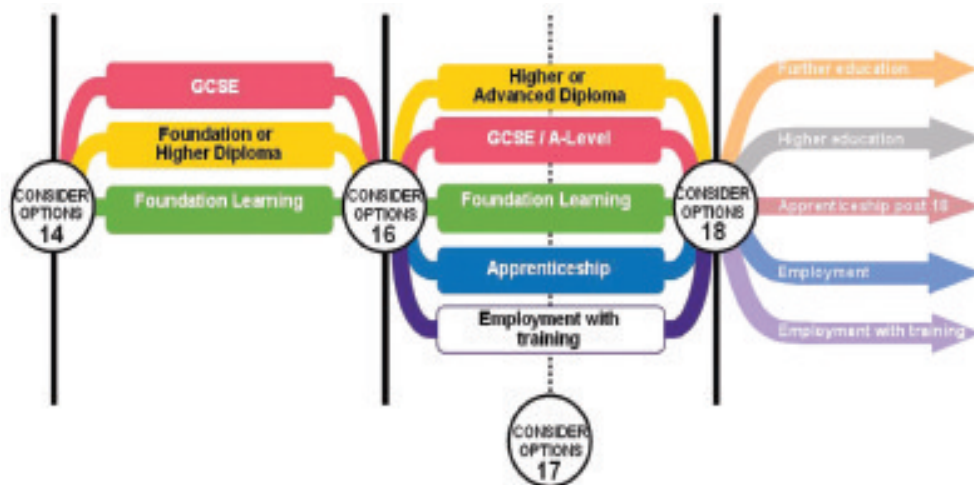 CONSIDER
OPTIONS
14
GCSE
Foundation or
Higher Diploma
Foundation Learning
CONSIDER
OPTIONS
16
Higher or
Advanced Diploma
GCSE / A-Level
Foundation Learning
Apprenticeship
Employment with
training
CONSIDER
OPTIONS
17
CONSIDER
OPTIONS
18
Further education
Higher education
Apprenticeship post 18
Employment
Employment with training